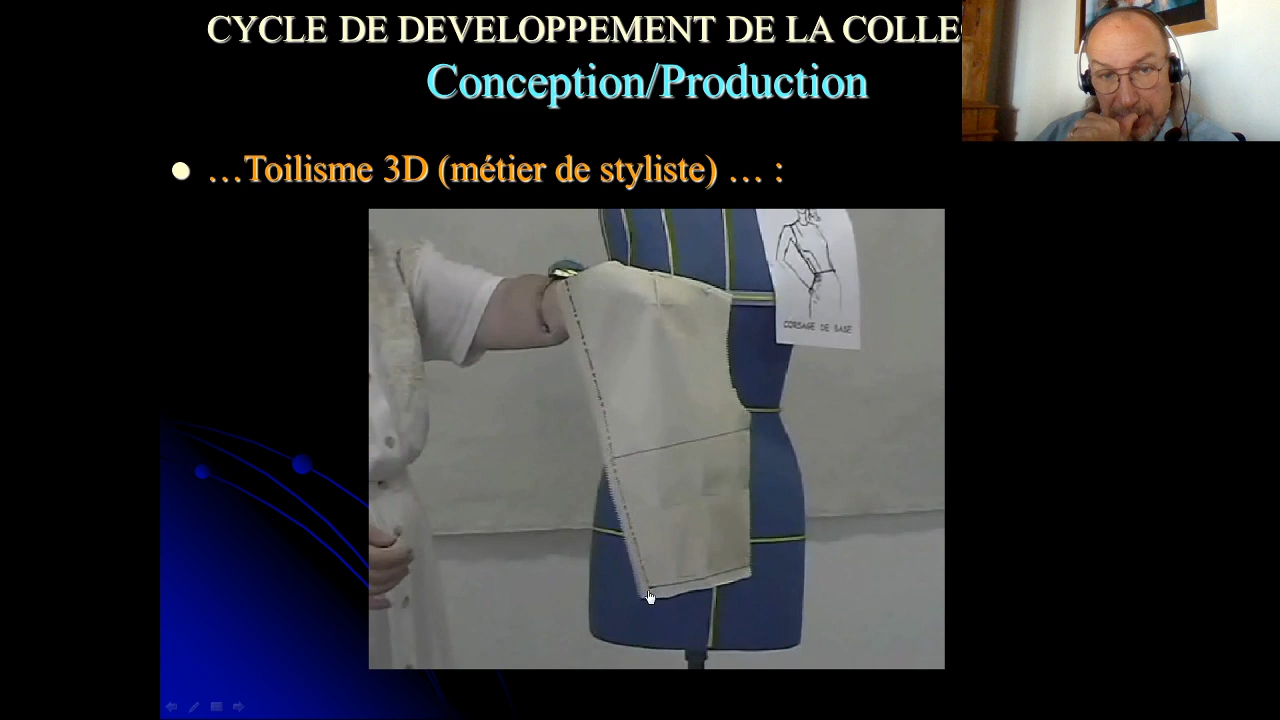 CYCLE DE DEVELOPPEMENT DE LA COLLE
Conception/Production
…Toilisme 3D (métier de styliste) … :
CORSAGE DE BASE